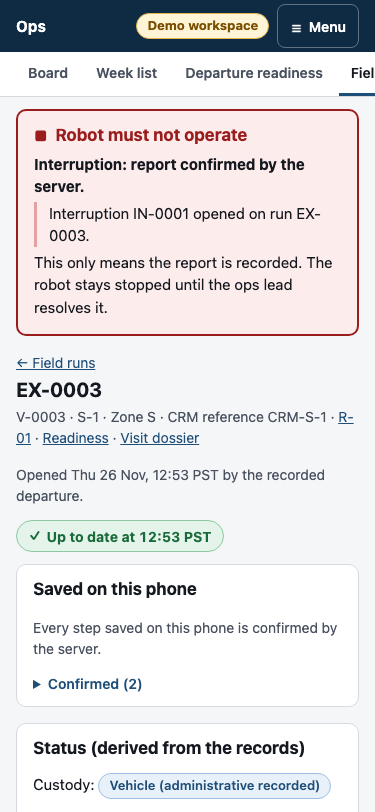 Ops
Demo workspace
≡ Menu
Board Week list Departure readiness Fiel
Robot must not operate
Interruption: report confirmed by the
server.
Interruption IN-0001 opened on run EX-
0003.
This only means the report is recorded. The
robot stays stopped until the ops lead
resolves it.
← Field runs
EX-0003
V-0003 · S-1 · Zone S · CRM reference CRM-S-1 · R-
01 · Readiness · Visit dossier
Opened Thu 26 Nov, 12:53 PST by the recorded
departure.
✓ Up to date at 12:53 PST
Saved on this phone
Every step saved on this phone is confirmed by
the server.
▶ Confirmed (2)
Status (derived from the records)
Custody: Vehicle (administrative recorded)